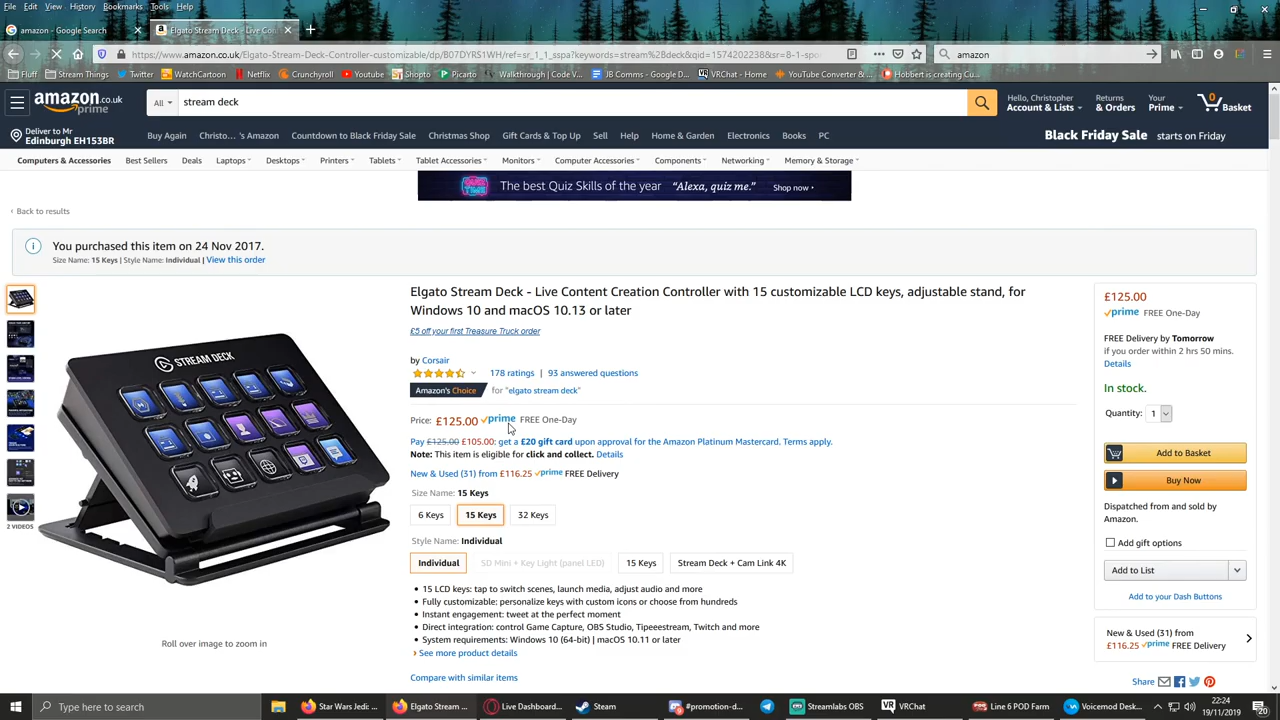 File Edit View History Bookmarks Tools Help
amazon - Google Search
Elgato Stream Deck - Live Cont
https://www.amazon.co.uk/Elgato-Stream-Deck-Controller-customizable/dp/B07DYRS1WH/ref=sr_1_1_sspa?keywords=stream%28deck&qid=1574202238&sr=8-1-spo
amazon
Fluff Stream Things Twitter WatchCartoon Netflix Crunchyroll Youtube Shopto Picarto Walkthrough | Code V... JB Comms - Google D... VRChat - Home YouTube Converter &... Hobbert is creating Cu...
amazon.co.uk
prime
All stream deck
Hello, Christopher
Account & Lists
Returns
& Orders
Your
Prime
0
Basket
Deliver to Mr
Edinburgh EH153BR
Buy Again Christo... 's Amazon Countdown to Black Friday Sale Christmas Shop Gift Cards & Top Up Sell Help Home & Garden Electronics Books PC
Black Friday Sale starts on Friday
Computers & Accessories Best Sellers Deals Laptops Desktops Printers Tablets Tablet Accessories Monitors Computer Accessories Components Networking Memory & Storage
The best Quiz Skills of the year "Alexa, quiz me." Shop now
‹ Back to results
You purchased this item on 24 Nov 2017.
Size Name: 15 Keys | Style Name: Individual | View this order
STREAM DECK
2 VIDEOS
Roll over image to zoom in
Elgato Stream Deck - Live Content Creation Controller with 15 customizable LCD keys, adjustable stand, for
Windows 10 and macOS 10.13 or later
£5 off your first Treasure Truck order
by Corsair
178 ratings | 93 answered questions
Amazon's Choice for "elgato stream deck"
Price: £125.00 prime FREE One-Day
Pay £125.00 £105.00: get a £20 gift card upon approval for the Amazon Platinum Mastercard. Terms apply.
Note: This item is eligible for click and collect. Details
New & Used (31) from £116.25 prime FREE Delivery
Size Name: 15 Keys
6 Keys 15 Keys 32 Keys
Style Name: Individual
Individual SD Mini + Key Light (panel LED) 15 Keys Stream Deck + Cam Link 4K
• 15 LCD keys: tap to switch scenes, launch media, adjust audio and more
• Fully customizable: personalize keys with custom icons or choose from hundreds
• Instant engagement: tweet at the perfect moment
• Direct integration: control Game Capture, OBS Studio, Tipeeestream, Twitch and more
• System requirements: Windows 10 (64-bit) | macOS 10.11 or later
› See more product details
Compare with similar items
£125.00
prime FREE One-Day
FREE Delivery by Tomorrow
if you order within 2 hrs 50 mins.
Details
In stock.
Quantity: 1
Add to Basket
Buy Now
Dispatched from and sold by
Amazon.
Add gift options
Add to List
Add to your Dash Buttons
New & Used (31) from
£116.25 prime FREE Delivery
Share
Type here to search
Star Wars Jedi: ... Elgato Stream ... Live Dashboard ... Steam #promotion-d... Streamlabs OBS VRChat Line 6 POD Farm Voicemod Desk...
22:24
19/11/2019
20